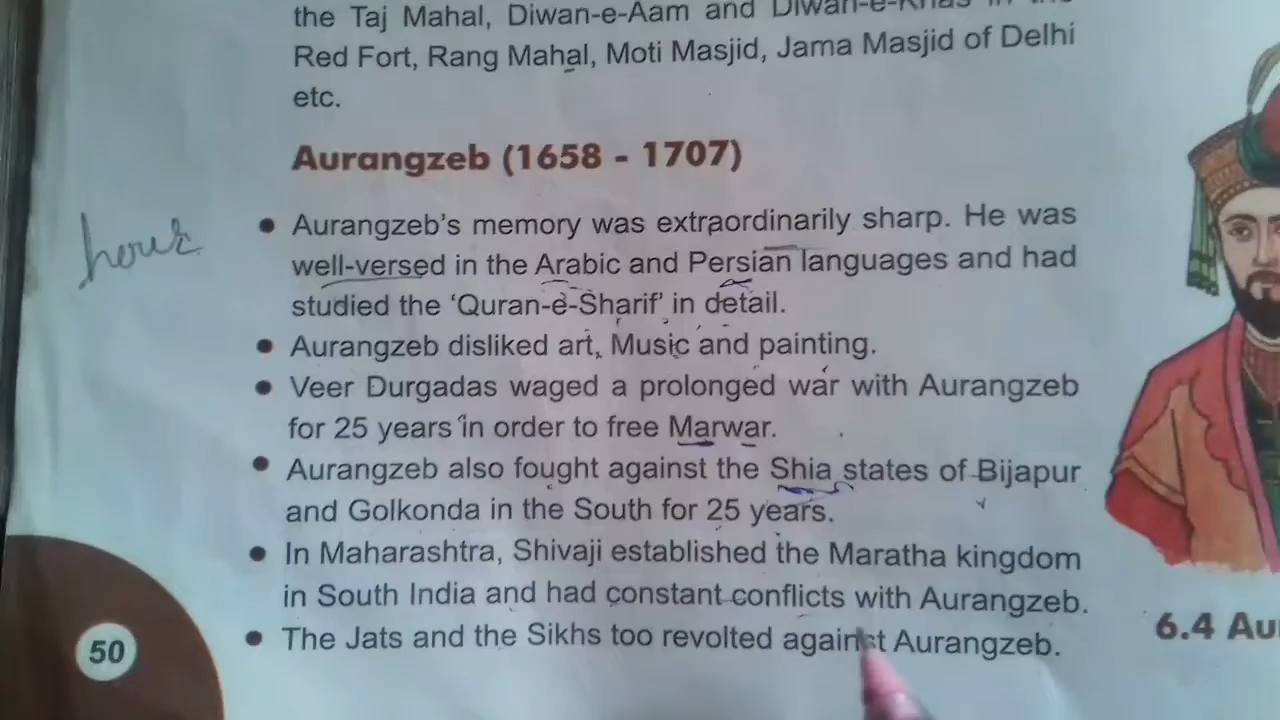 the Taj Mahal, Diwan-e-Aam and Diwan-e-Khas in the
Red Fort, Rang Mahal, Moti Masjid, Jama Masjid of Delhi
etc.
Aurangzeb (1658 - 1707)
• Aurangzeb's memory was extraordinarily sharp. He was
well-versed in the Arabic and Persian languages and had
studied the 'Quran-e-Sharif' in detail.
• Aurangzeb disliked art, Music and painting.
• Veer Durgadas waged a prolonged war with Aurangzeb
for 25 years in order to free Marwar.
• Aurangzeb also fought against the Shia states of Bijapur
and Golkonda in the South for 25 years.
• In Maharashtra, Shivaji established the Maratha kingdom
in South India and had constant conflicts with Aurangzeb.
• The Jats and the Sikhs too revolted against Aurangzeb.
6.4 Au
50